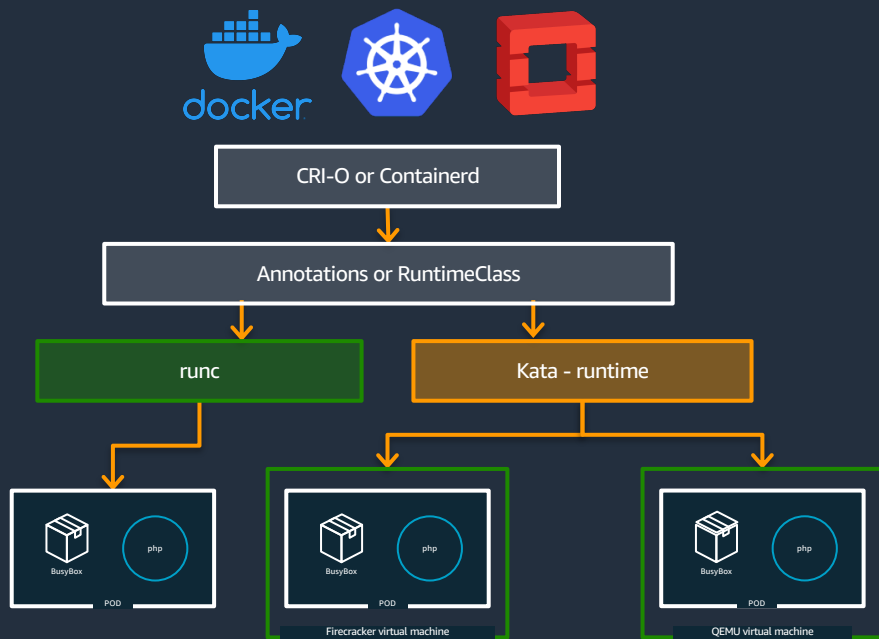 docker
CRI-O or Containerd
Annotations or RuntimeClass
runc
Kata - runtime
BusyBox
php
POD
BusyBox
php
POD
Firecracker virtual machine
BusyBox
php
POD
QEMU virtual machine